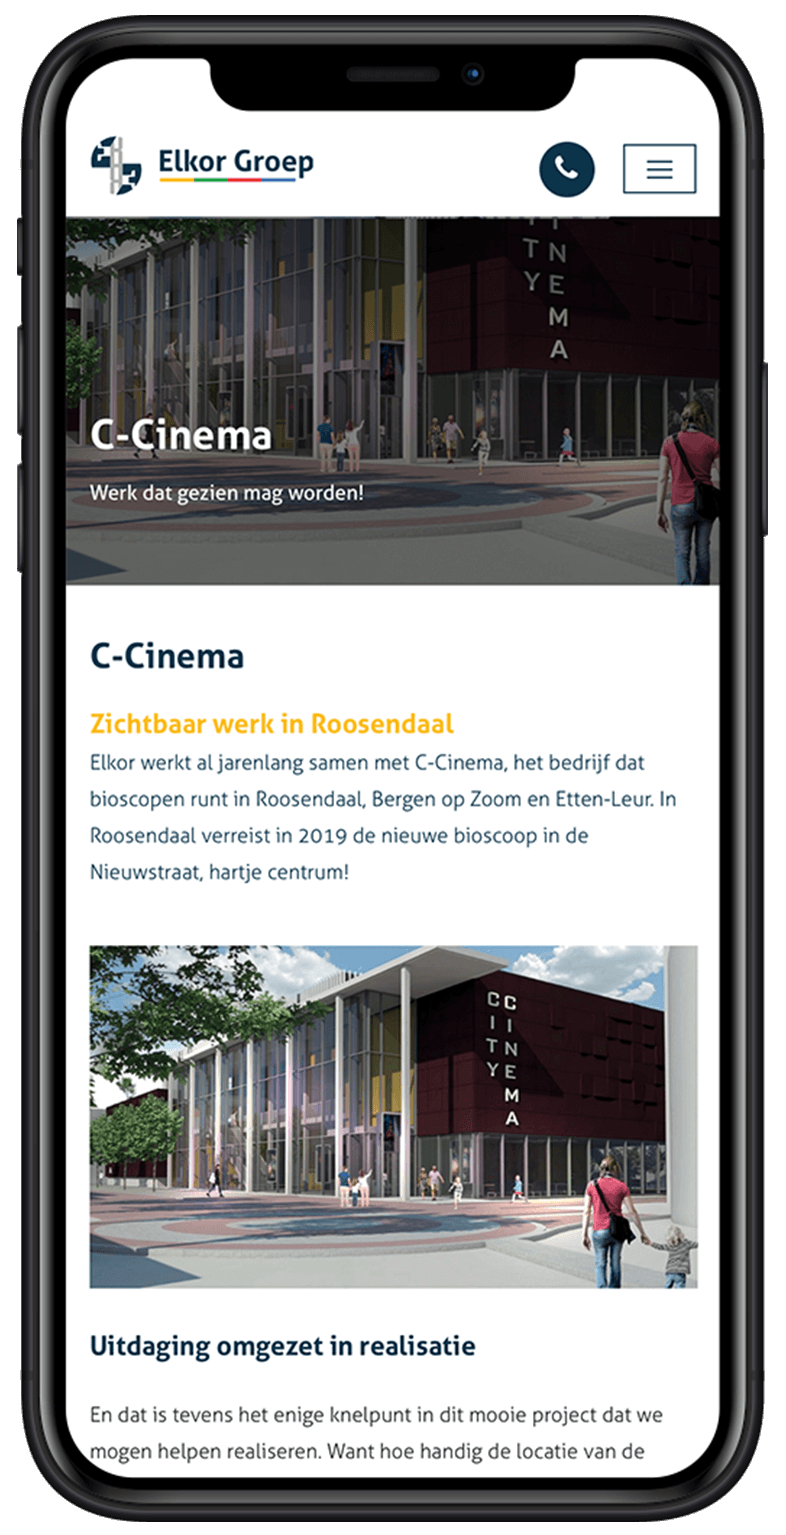 Elkor Groep
CITY
CINEMA
C-Cinema
Werk dat gezien mag worden!
C-Cinema
Zichtbaar werk in Roosendaal
Elkor werkt al jarenlang samen met C-Cinema, het bedrijf dat
bioscopen runt in Roosendaal, Bergen op Zoom en Etten-Leur. In
Roosendaal verreist in 2019 de nieuwe bioscoop in de
Nieuwstraat, hartje centrum!
CITY
CINEMA
Uitdaging omgezet in realisatie
En dat is tevens het enige knelpunt in dit mooie project dat we
mogen helpen realiseren. Want hoe handig de locatie van de